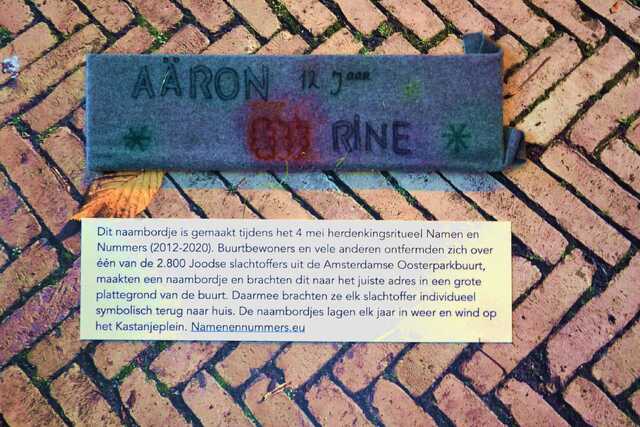 AÄRON 12 jaar
RINE
Dit naambordje is gemaakt tijdens het 4 mei herdenkingsritueel Namen en
Nummers (2012-2020). Buurtbewoners en vele anderen ontfermden zich over
één van de 2.800 Joodse slachtoffers uit de Amsterdamse Oosterparkbuurt,
maakten een naambordje en brachten dit naar het juiste adres in een grote
plattegrond van de buurt. Daarmee brachten ze elk slachtoffer individueel
symbolisch terug naar huis. De naambordjes lagen elk jaar in weer en wind op
het Kastanjeplein. Namenennummers.eu